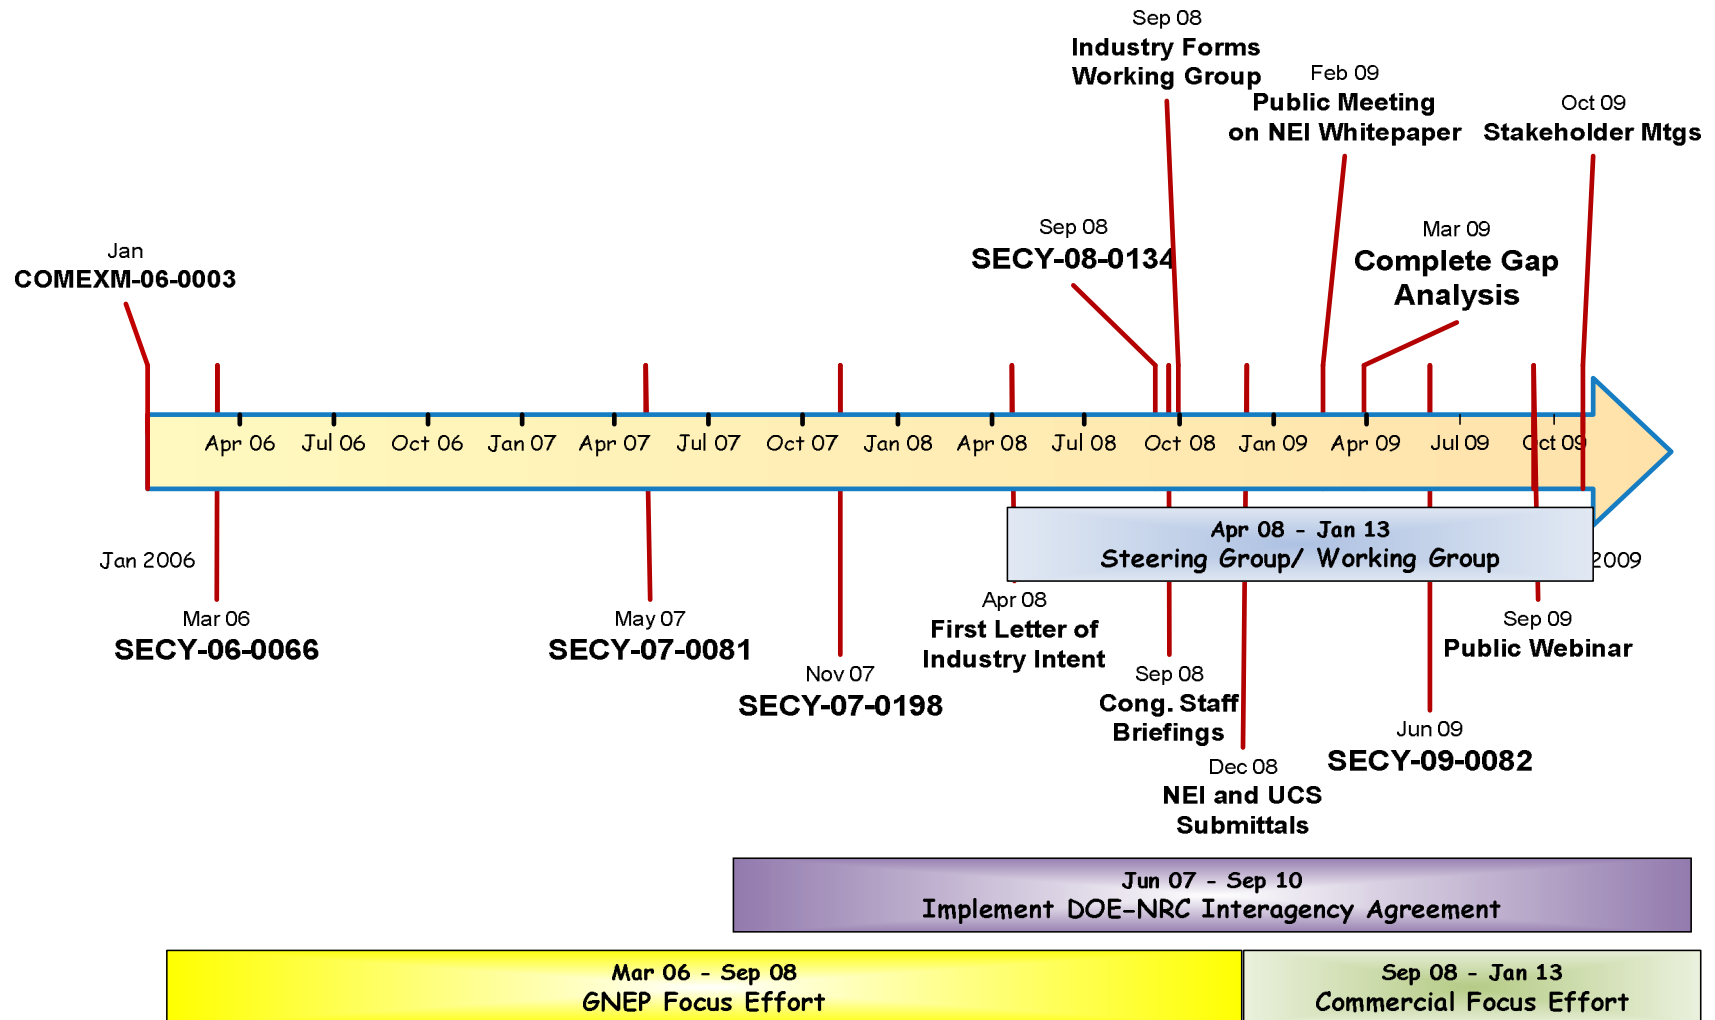 Sep 08
Industry Forms
Working Group
Feb 09
Public Meeting
on NEI Whitepaper
Oct 09
Stakeholder Mtgs
Jan
COMEXM-06-0003
Sep 08
SECY-08-0134
Mar 09
Complete Gap
Analysis
Apr 06 Jul 06 Oct 06 Jan 07 Apr 07 Jul 07 Oct 07 Jan 08 Apr 08 Jul 08 Oct 08 Jan 09 Apr 09 Jul 09 Oct 09
Apr 08 - Jan 13
Steering Group/ Working Group
Jan 2006
2009
Mar 06
SECY-06-0066
May 07
SECY-07-0081
Nov 07
SECY-07-0198
Apr 08
First Letter of
Industry Intent
Sep 08
Cong. Staff
Briefings
Dec 08
NEI and UCS
Submittals
Jun 09
SECY-09-0082
Sep 09
Public Webinar
Jun 07 - Sep 10
Implement DOE-NRC Interagency Agreement
Mar 06 - Sep 08
GNEP Focus Effort
Sep 08 - Jan 13
Commercial Focus Effort